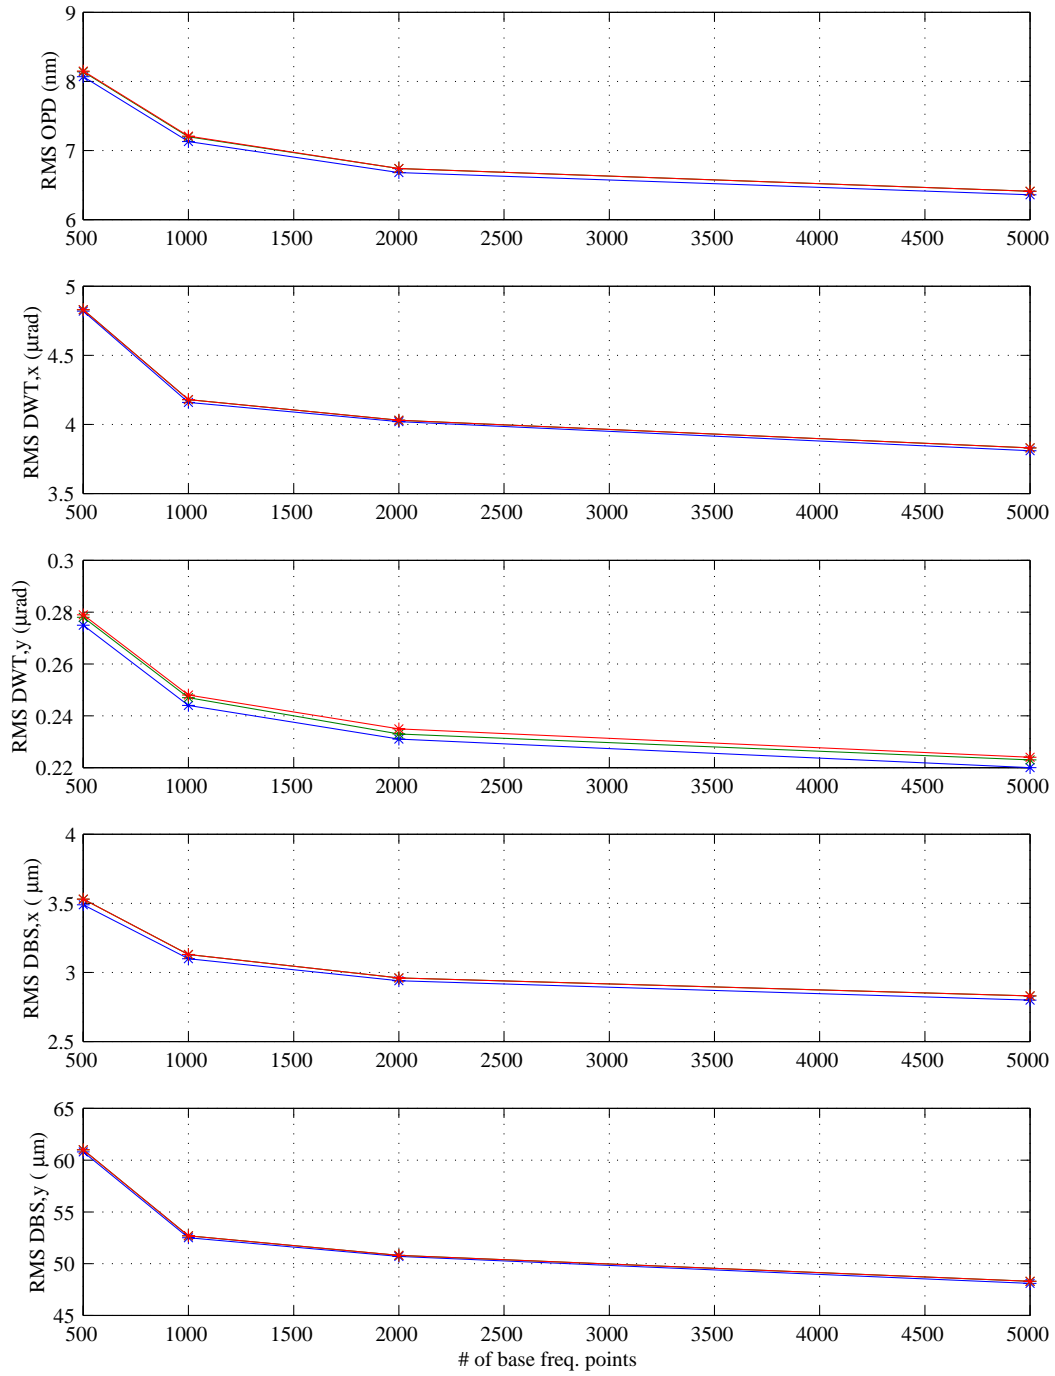 9
8
7
6
RMS OPD (nm)
500 1000 1500 2000 2500 3000 3500 4000 4500 5000
5
4.5
4
3.5
RMS DWT,x (µrad)
500 1000 1500 2000 2500 3000 3500 4000 4500 5000
0.3
0.28
0.26
0.24
0.22
RMS DWT,y (µrad)
500 1000 1500 2000 2500 3000 3500 4000 4500 5000
4
3.5
3
2.5
RMS DBS,x ( µm)
500 1000 1500 2000 2500 3000 3500 4000 4500 5000
65
60
55
50
45
RMS DBS,y ( µm)
500 1000 1500 2000 2500 3000 3500 4000 4500 5000
# of base freq. points